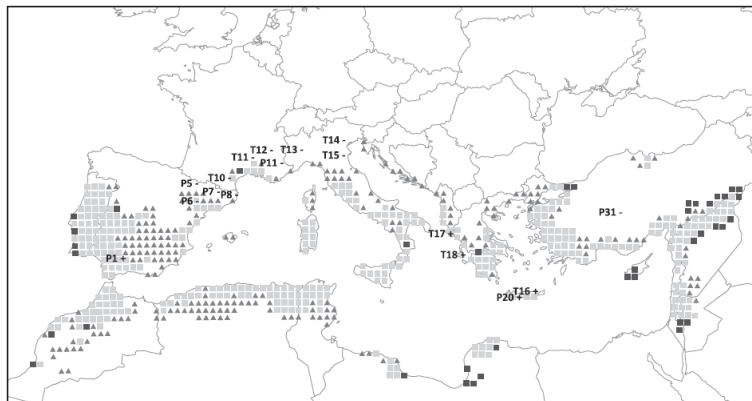 T14 -
T12 - T13 -
T11 - T15 -
P11 -
T10 -
P5 -
P7 - P8 -
P6 -
P31 -
T17 +
T18 +
P1 +
T16 +
P20 +